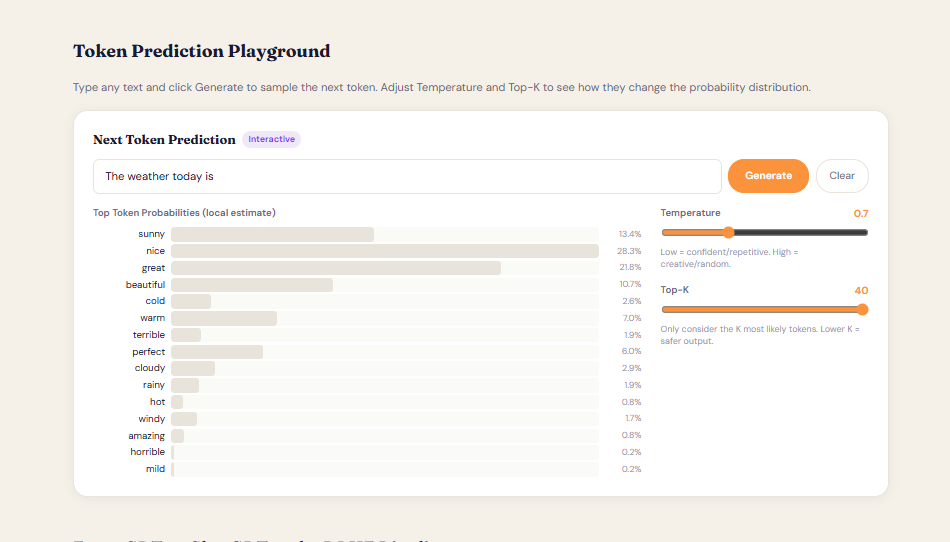 Token Prediction Playground
Type any text and click Generate to sample the next token. Adjust Temperature and Top-K to see how they change the probability distribution.
Next Token Prediction Interactive
The weather today is
Generate
Clear
Top Token Probabilities (local estimate)
sunny 13.4%
nice 28.3%
great 21.8%
beautiful 10.7%
cold 2.6%
warm 7.0%
terrible 1.9%
perfect 6.0%
cloudy 2.9%
rainy 1.9%
hot 0.8%
windy 1.7%
amazing 0.8%
horrible 0.2%
mild 0.2%
Temperature 0.7
Low = confident/repetitive. High =
creative/random.
Top-K 40
Only consider the K most likely tokens. Lower K =
safer output.